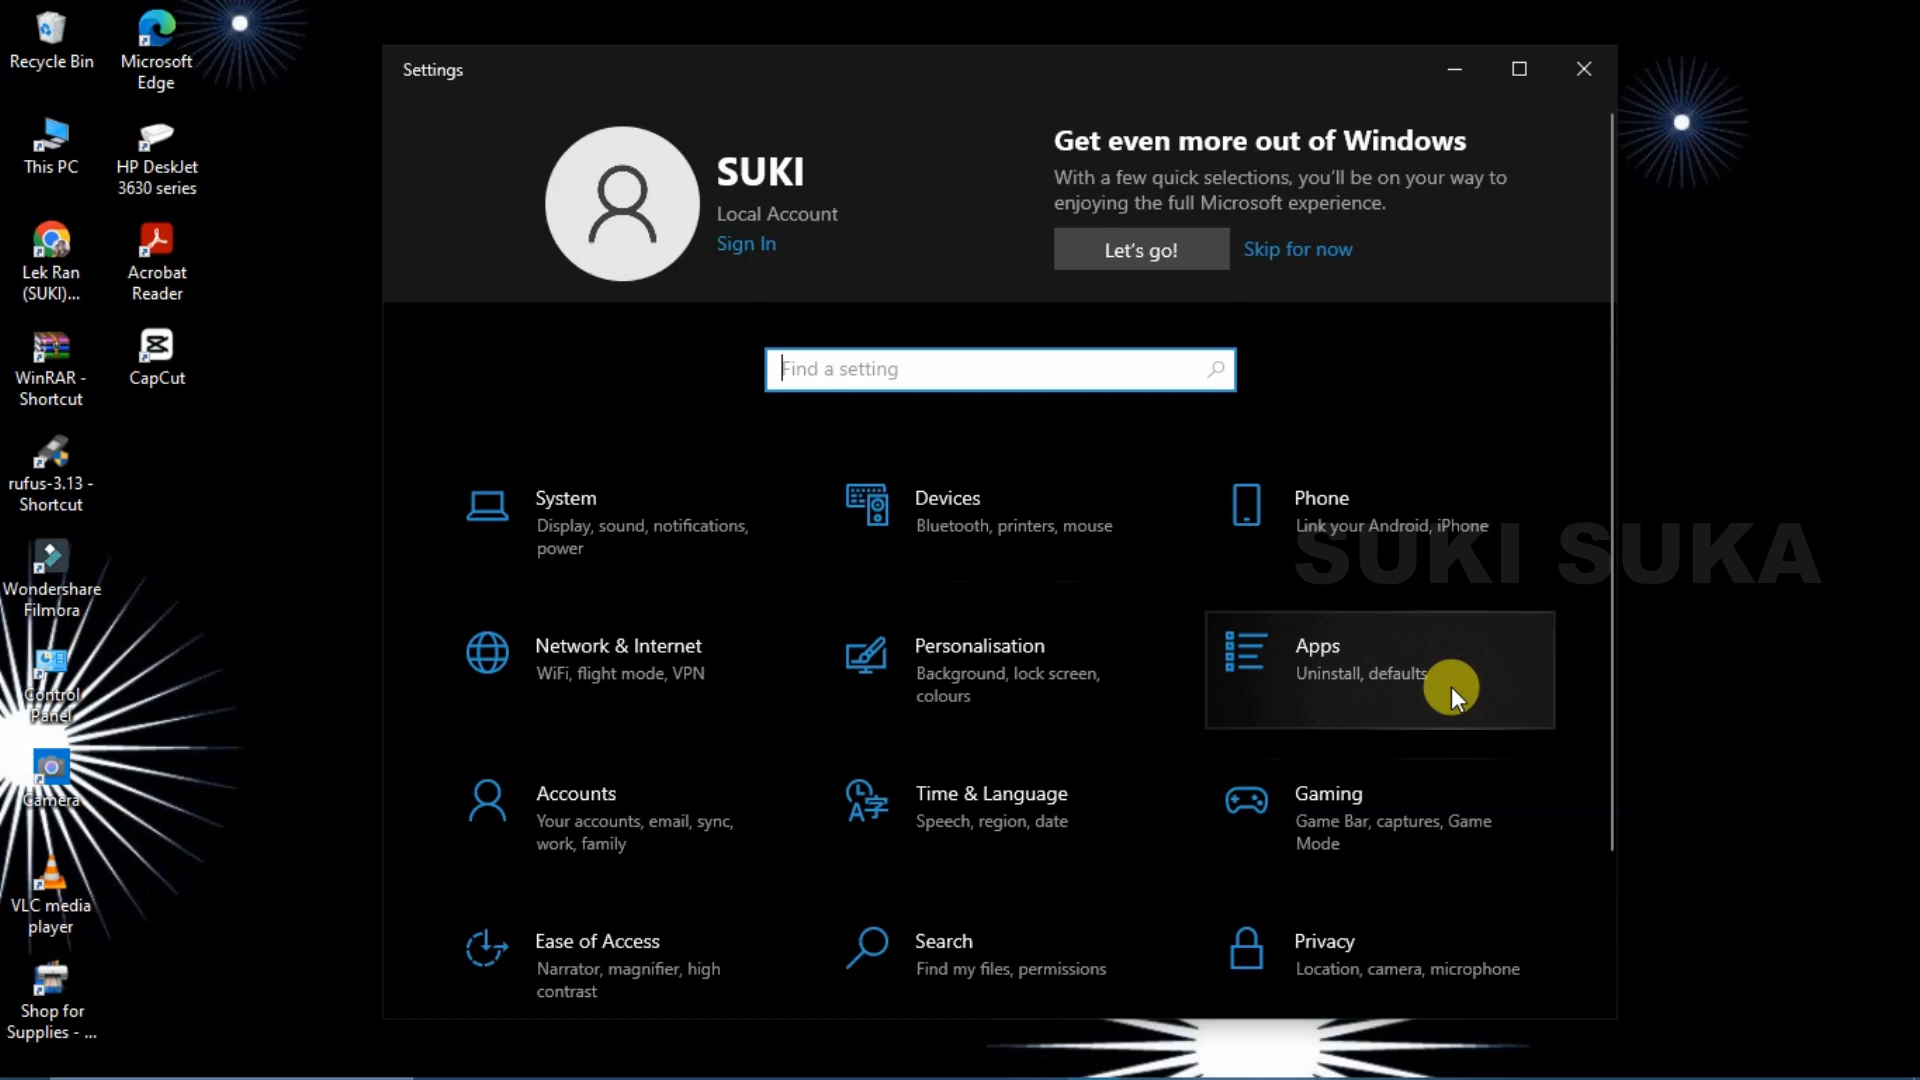 Recycle Bin
Microsoft
Edge
This PC
HP DeskJet
3630 series
Lek Ran
(SUKI)...
Acrobat
Reader
WinRAR -
Shortcut
CapCut
rufus-3.13 -
Shortcut
Wondershare
Filmora
Control
Panel
Camera
VLC media
player
Shop for
Supplies - ...
Settings
SUKI
Local Account
Sign In
Get even more out of Windows
With a few quick selections, you'll be on your way to
enjoying the full Microsoft experience.
Let's go!
Skip for now
Find a setting
System
Display, sound, notifications,
power
Devices
Bluetooth, printers, mouse
Phone
Link your Android, iPhone
SUKI SUKA
Network & Internet
WiFi, flight mode, VPN
Personalisation
Background, lock screen,
colours
Apps
Uninstall, defaults
Accounts
Your accounts, email, sync,
work, family
Time & Language
Speech, region, date
Gaming
Game Bar, captures, Game
Mode
Ease of Access
Narrator, magnifier, high
contrast
Search
Find my files, permissions
Privacy
Location, camera, microphone